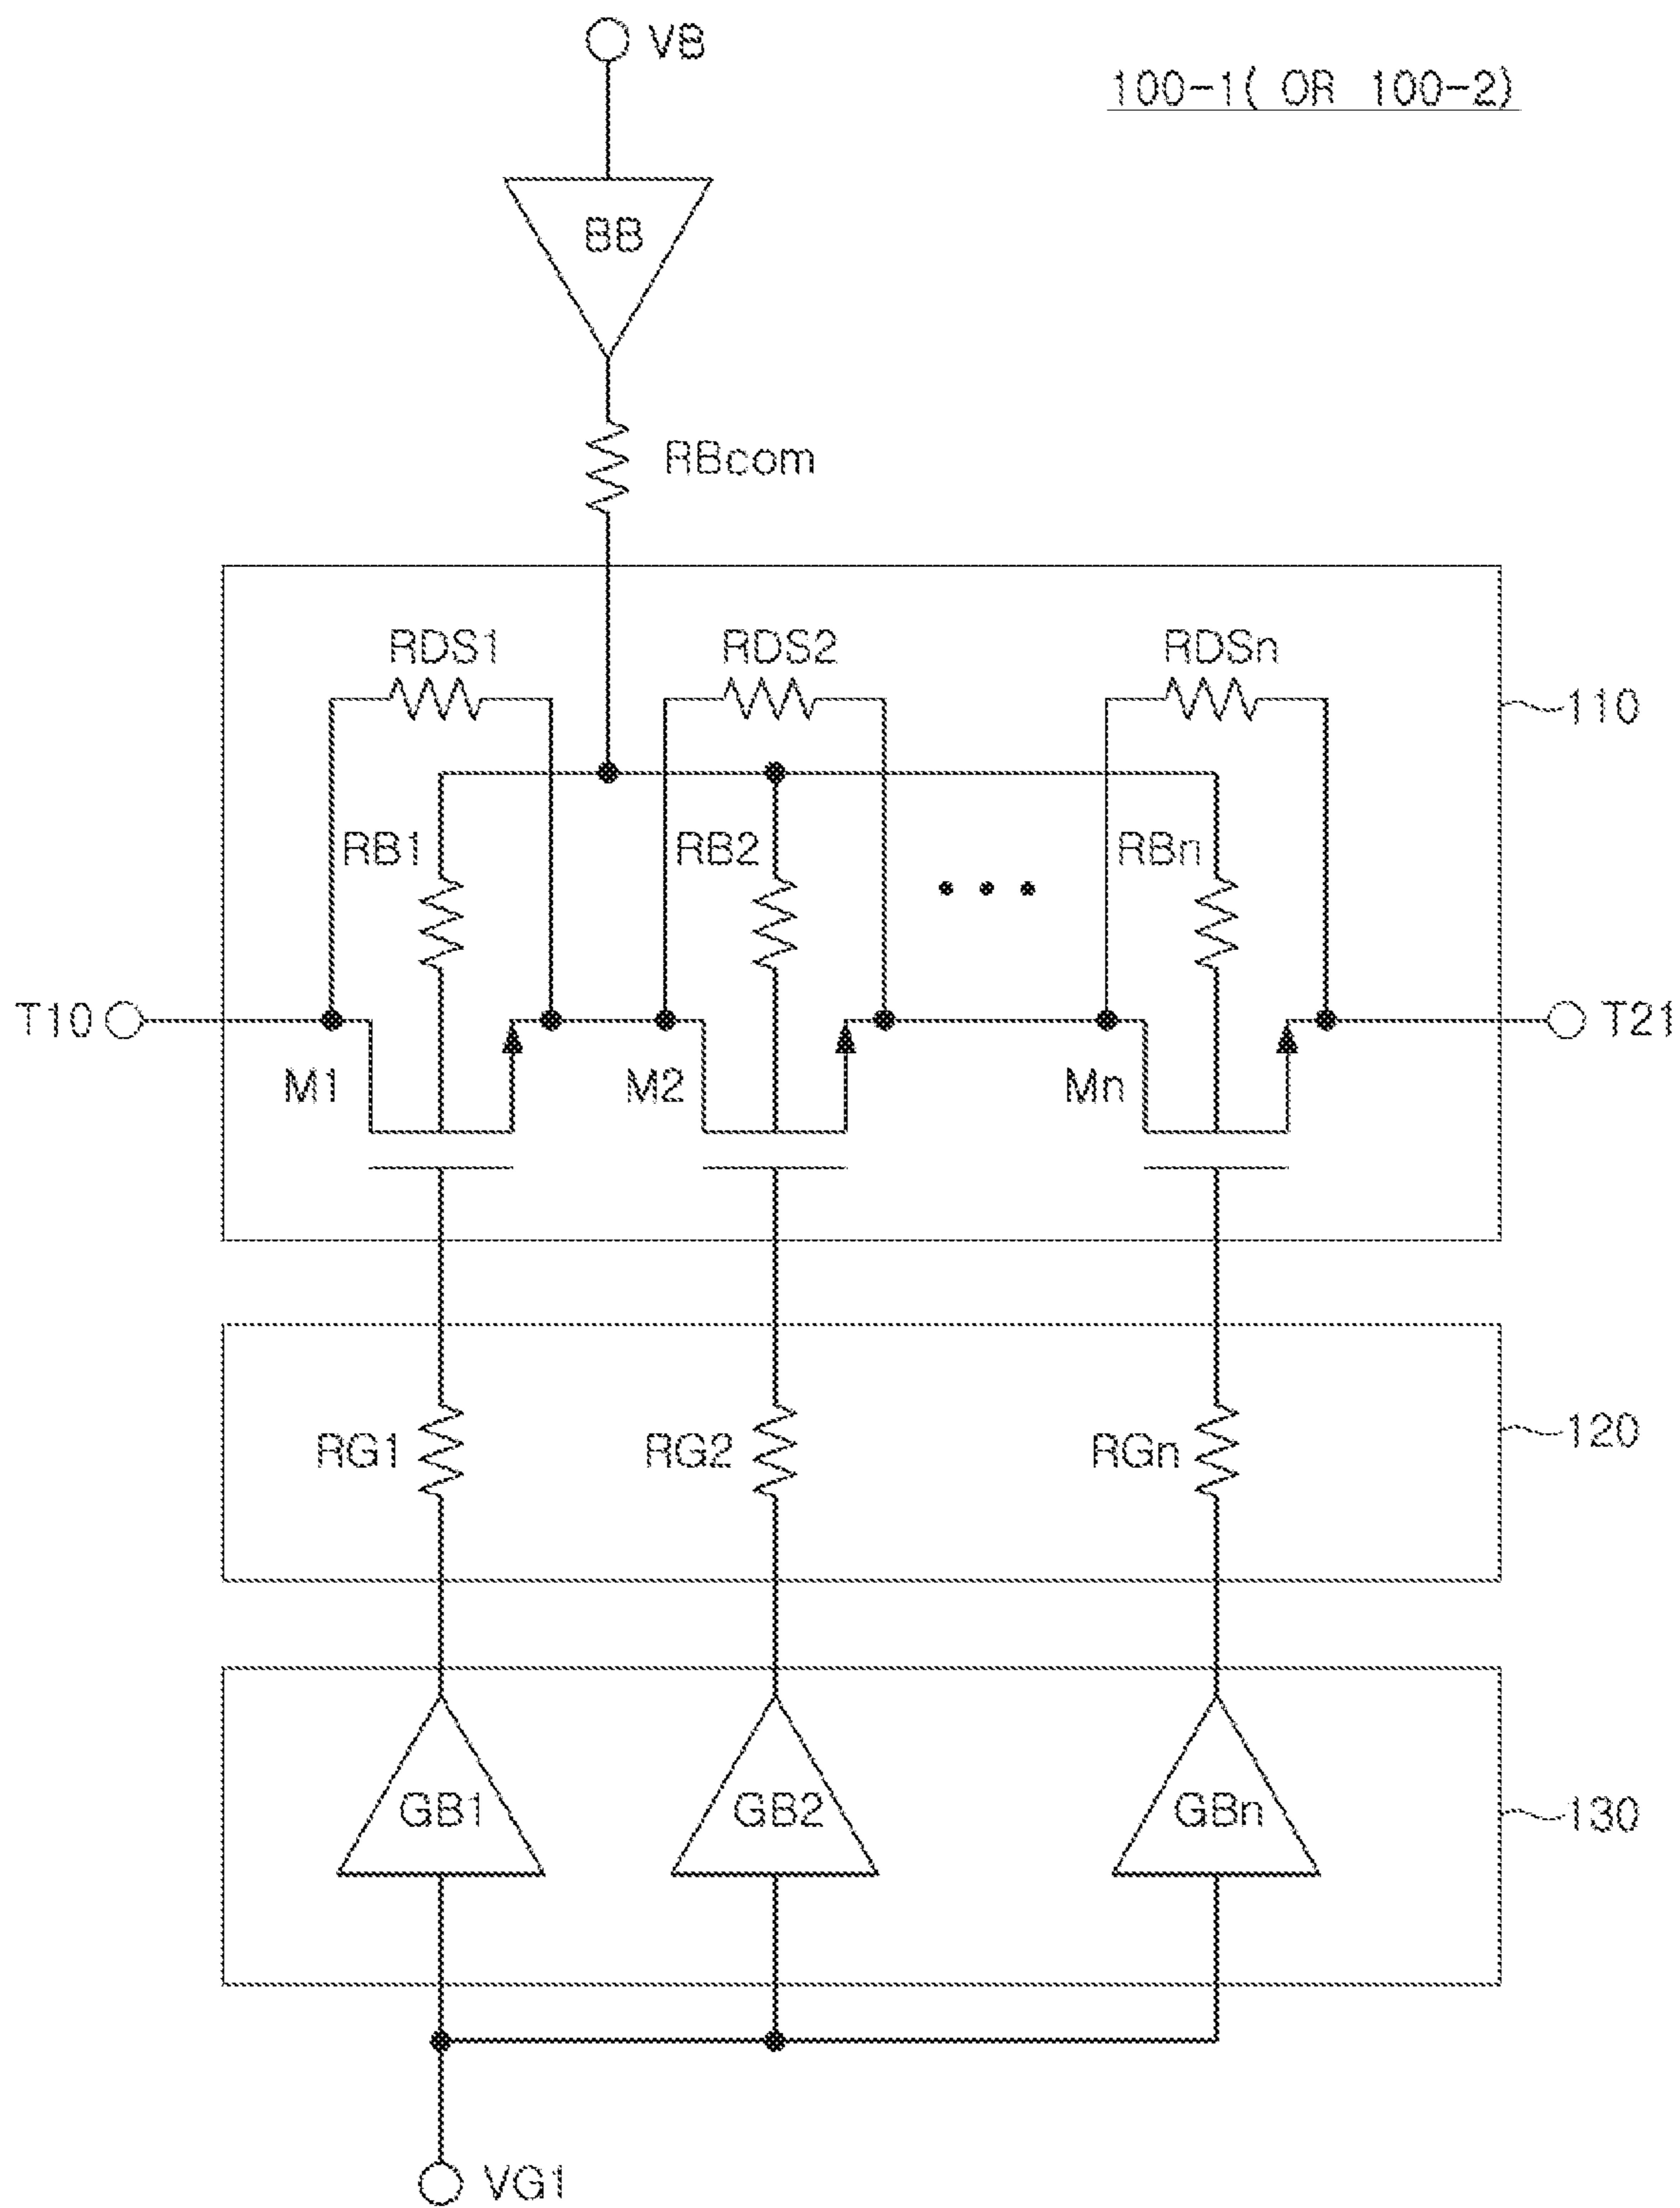 VB
100-1( OR 100-2)
BB
RBcom
RDS1 RDS2 RDSn
110
RB1 RB2 RBn
T10 T21
M1 M2 Mn
RG1 RG2 RGn
120
GB1 GB2 GBn
130
VG1